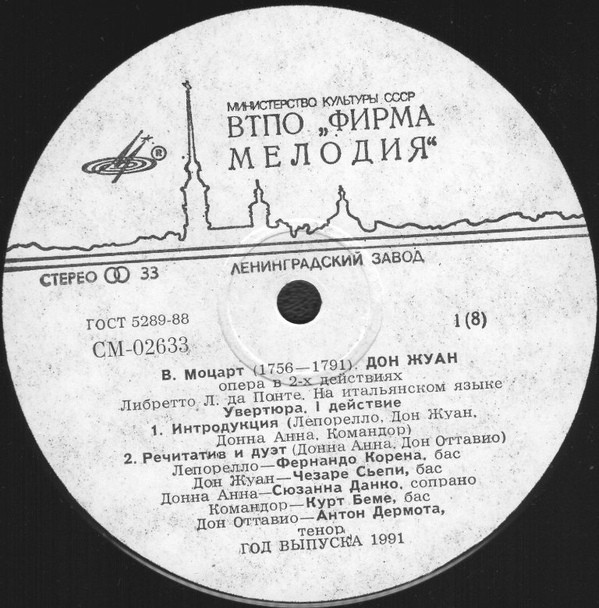 МИНИСТЕРСТВО КУЛЬТУРЫ СССР
ВТПО „ФИРМА
МЕЛОДИЯ“
®
СТЕРЕО 33
ЛЕНИНГРАДСКИЙ ЗАВОД
ГОСТ 5289-88
1(8)
СМ-02633
В. Моцарт (1756—1791). ДОН ЖУАН
опера в 2-х действиях
Либретто Л. да Понте. На итальянском языке
Увертюра, I действие
1. Интродукция (Лепорелло, Дон Жуан,
Донна Анна, Командор)
2. Речитатив и дуэт (Донна Анна, Дон Оттавио)
Лепорелло—Фернандо Корена, бас
Дон Жуан—Чезаре Сьепи, бас
Донна Анна—Сюзанна Данко, сопрано
Командор—Курт Беме, бас
Дон Оттавио—Антон Дермота,
тенор
ГОД ВЫПУСКА 1991